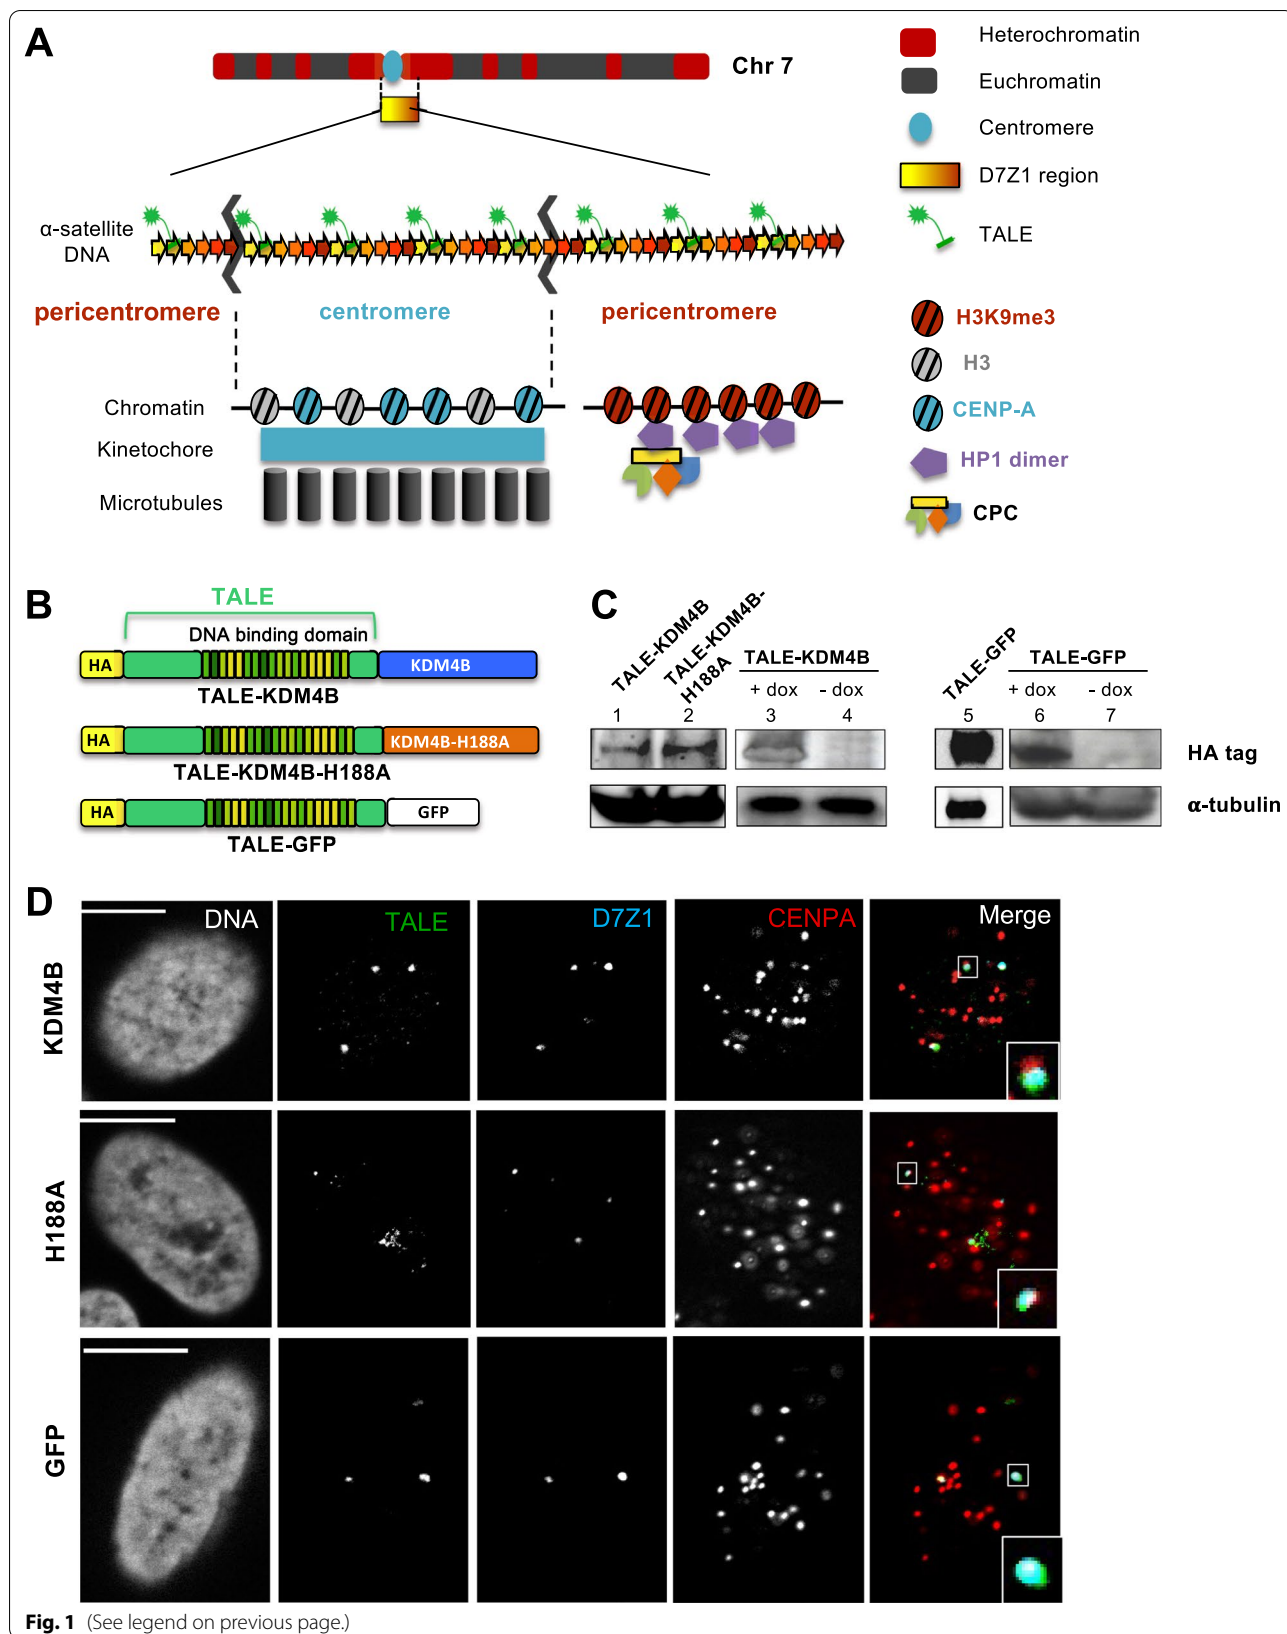 A
Chr 7
Heterochromatin
Euchromatin
Centromere
D7Z1 region
TALE
α-satellite
DNA
pericentromere
centromere
pericentromere
H3K9me3
H3
CENP-A
HP1 dimer
CPC
Chromatin
Kinetochore
Microtubules
B
TALE
DNA binding domain
HA
KDM4B
TALE-KDM4B
HA
KDM4B-H188A
TALE-KDM4B-H188A
HA
GFP
TALE-GFP
C
TALE-KDM4B
TALE-KDM4B-
H188A
TALE-KDM4B
+ dox - dox
TALE-GFP
TALE-GFP
+ dox - dox
1 2 3 4 5 6 7
HA tag
α-tubulin
D
DNA TALE D7Z1 CENPA Merge
KDM4B
H188A
GFP
Fig. 1 (See legend on previous page.)